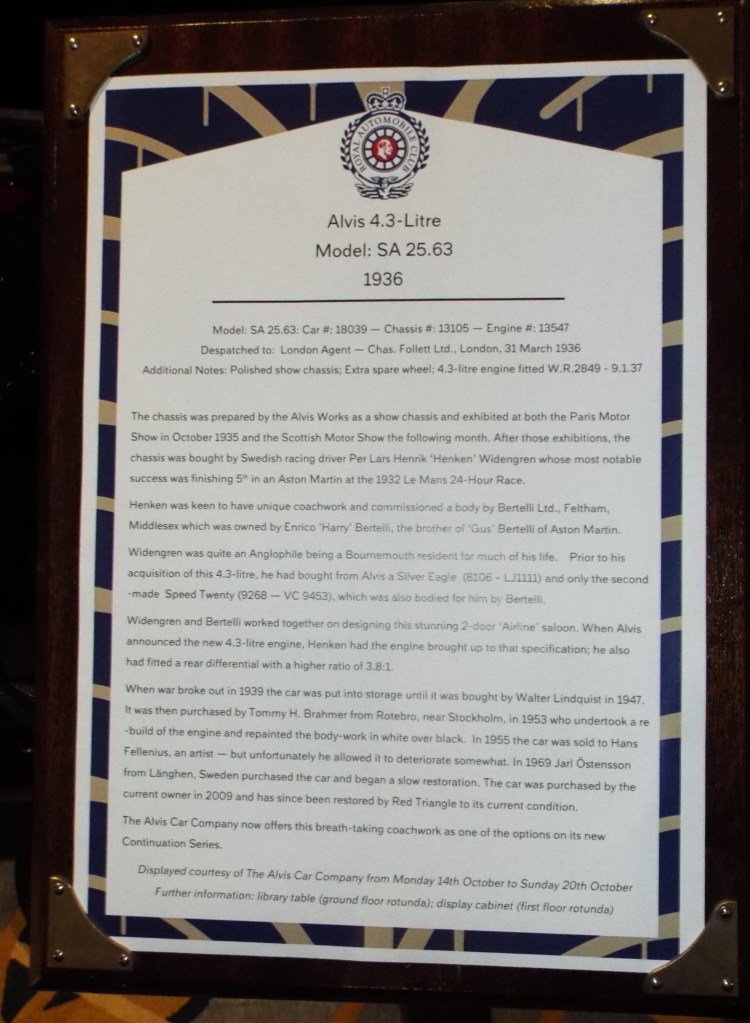 ROYAL AUTOMOBILE CLUB
Alvis 4.3-Litre
Model: SA 25.63
1936
Model: SA 25.63: Car #: 18039 — Chassis #: 13105 — Engine #: 13547
Despatched to: London Agent — Chas. Follett Ltd., London, 31 March 1936
Additional Notes: Polished show chassis; Extra spare wheel; 4.3-litre engine fitted W.R.2849 - 9.1.37
The chassis was prepared by the Alvis Works as a show chassis and exhibited at both the Paris Motor
Show in October 1935 and the Scottish Motor Show the following month. After those exhibitions, the
chassis was bought by Swedish racing driver Per Lars Henrik 'Henken' Widengren whose most notable
success was finishing 5th in an Aston Martin at the 1932 Le Mans 24-Hour Race.
Henken was keen to have unique coachwork and commissioned a body by Bertelli Ltd., Feltham,
Middlesex which was owned by Enrico 'Harry' Bertelli, the brother of 'Gus' Bertelli of Aston Martin.
Widengren was quite an Anglophile being a Bournemouth resident for much of his life. Prior to his
acquisition of this 4.3-litre, he had bought from Alvis a Silver Eagle (6106 - LJ1111) and only the second
-made Speed Twenty (9268 — VC 9453), which was also bodied for him by Bertelli.
Widengren and Bertelli worked together on designing this stunning 2-door 'Airline' saloon. When Alvis
announced the new 4.3-litre engine, Henken had the engine brought up to that specification; he also
had fitted a rear differential with a higher ratio of 3.8:1.
When war broke out in 1939 the car was put into storage until it was bought by Walter Lindquist in 1947.
It was then purchased by Tommy H. Brahmer from Rotebro, near Stockholm, in 1953 who undertook a re
-build of the engine and repainted the body-work in white over black. In 1955 the car was sold to Hans
Fellenius, an artist — but unfortunately he allowed it to deteriorate somewhat. In 1969 Jarl Östensson
from Länghen, Sweden purchased the car and began a slow restoration. The car was purchased by the
current owner in 2009 and has since been restored by Red Triangle to its current condition.
The Alvis Car Company now offers this breath-taking coachwork as one of the options on its new
Continuation Series.
Displayed courtesy of The Alvis Car Company from Monday 14th October to Sunday 20th October
Further information: library table (ground floor rotunda); display cabinet (first floor rotunda)